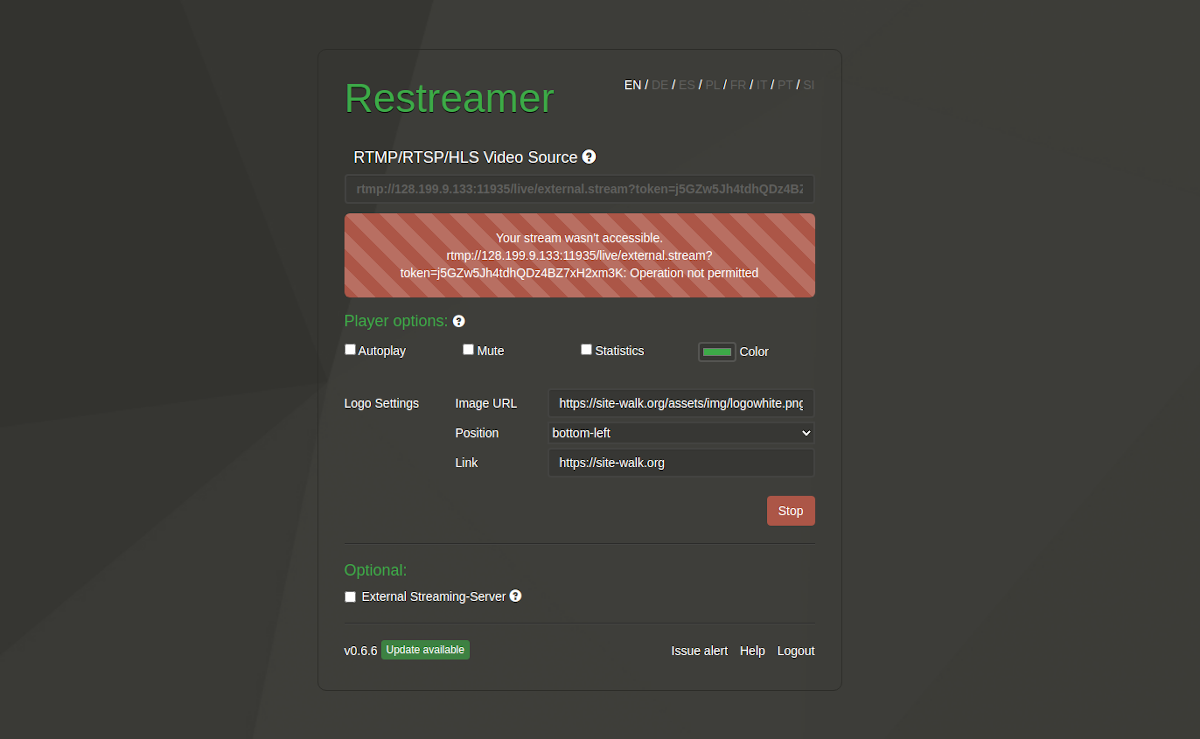 Restreamer
EN / DE / ES / PL / FR / IT / PT / SI
RTMP/RTSP/HLS Video Source ?
rtmp://128.199.9.133:11935/live/external.stream?token=j5GZw5Jh4tdhQDz4BZ
Your stream wasn't accessible.
rtmp://128.199.9.133:11935/live/external.stream?
token=j5GZw5Jh4tdhQDz4BZ7xH2xm3K: Operation not permitted
Player options: ?
Autoplay Mute Statistics Color
Logo Settings Image URL https://site-walk.org/assets/img/logowhite.png
Position bottom-left
Link https://site-walk.org
Stop
Optional:
External Streaming-Server ?
v0.6.6 Update available Issue alert Help Logout